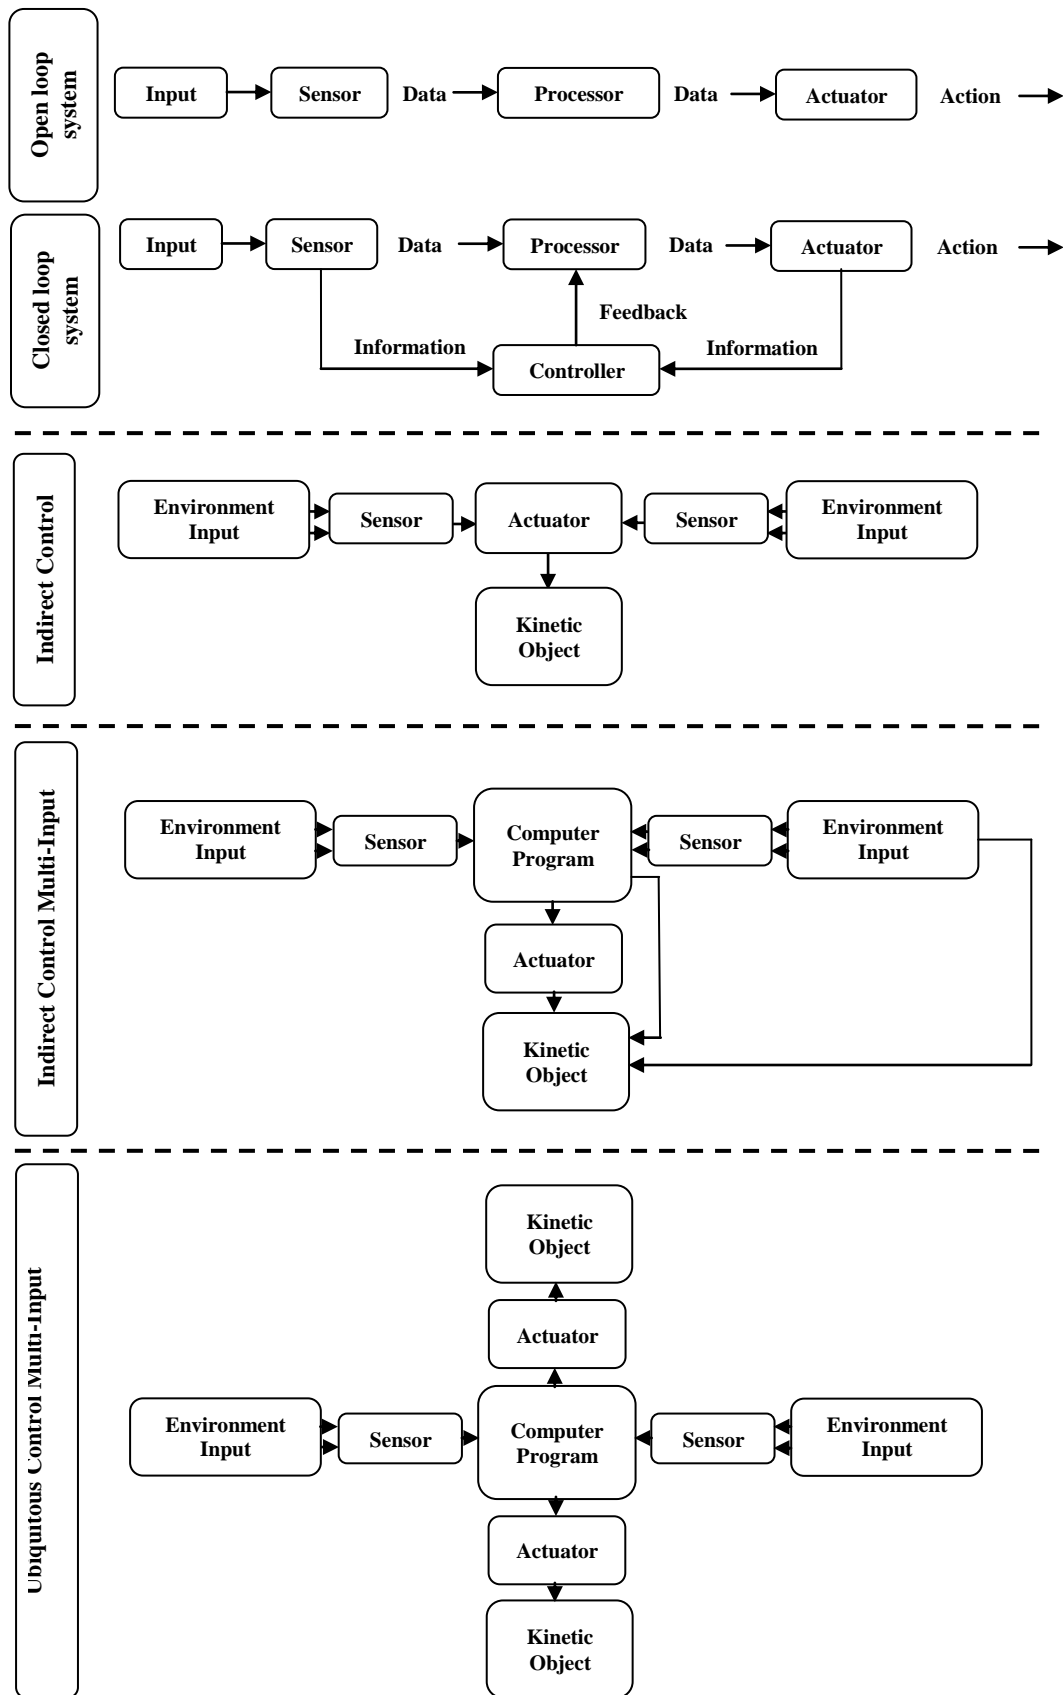 Open loop
system
Input
Sensor
Data
Processor
Data
Actuator
Action
Closed loop
system
Input
Sensor
Data
Processor
Data
Actuator
Action
Feedback
Information
Information
Controller
Indirect Control
Environment
Input
Sensor
Actuator
Sensor
Environment
Input
Kinetic
Object
Indirect Control Multi-Input
Environment
Input
Sensor
Computer
Program
Sensor
Environment
Input
Actuator
Kinetic
Object
Ubiqutous Control Multi-Input
Kinetic
Object
Actuator
Environment
Input
Sensor
Computer
Program
Sensor
Environment
Input
Actuator
Kinetic
Object